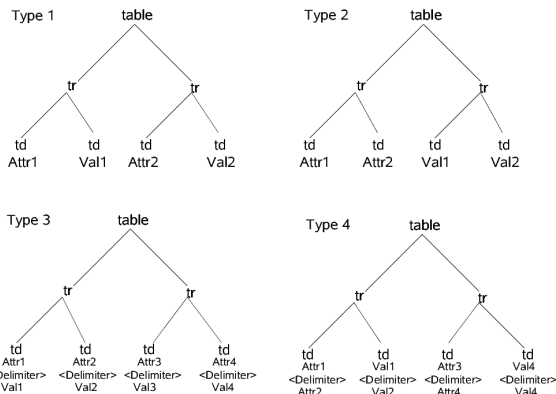 Type 1 table
tr tr
td td td td
Attr1 Val1 Attr2 Val2
Type 2 table
tr tr
td td td td
Attr1 Attr2 Val1 Val2
Type 3 table
tr tr
td td td td
Attr1 Attr2 Attr3 Attr4
Delimiter> <Delimiter> <Delimiter> <Delimiter>
Val1 Val2 Val3 Val4
Type 4 table
tr tr
td td td td
Attr1 Val1 Attr3 Val4
<Delimiter> <Delimiter> <Delimiter> <Delimiter>
Attr2 Val2 Attr4 Val4